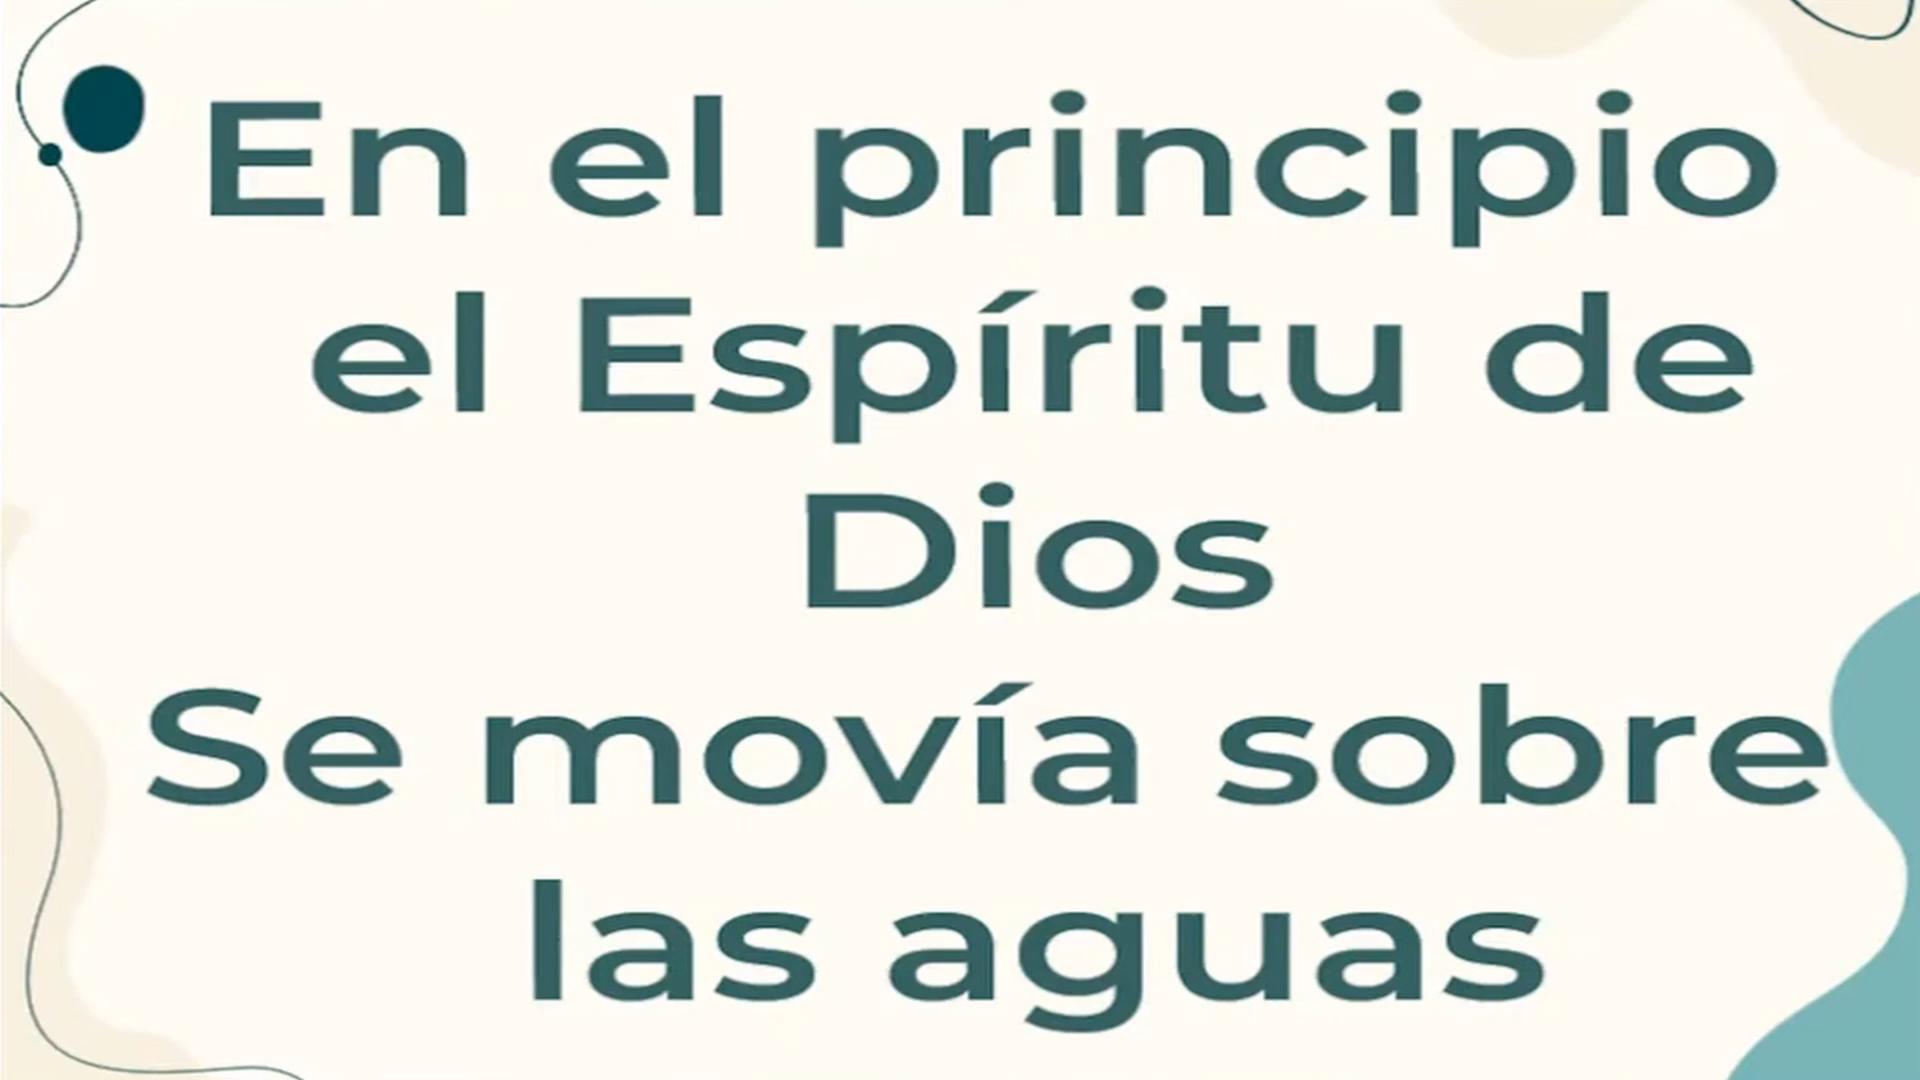 En el principio
el Espíritu de
Dios
Se movía sobre
las aguas